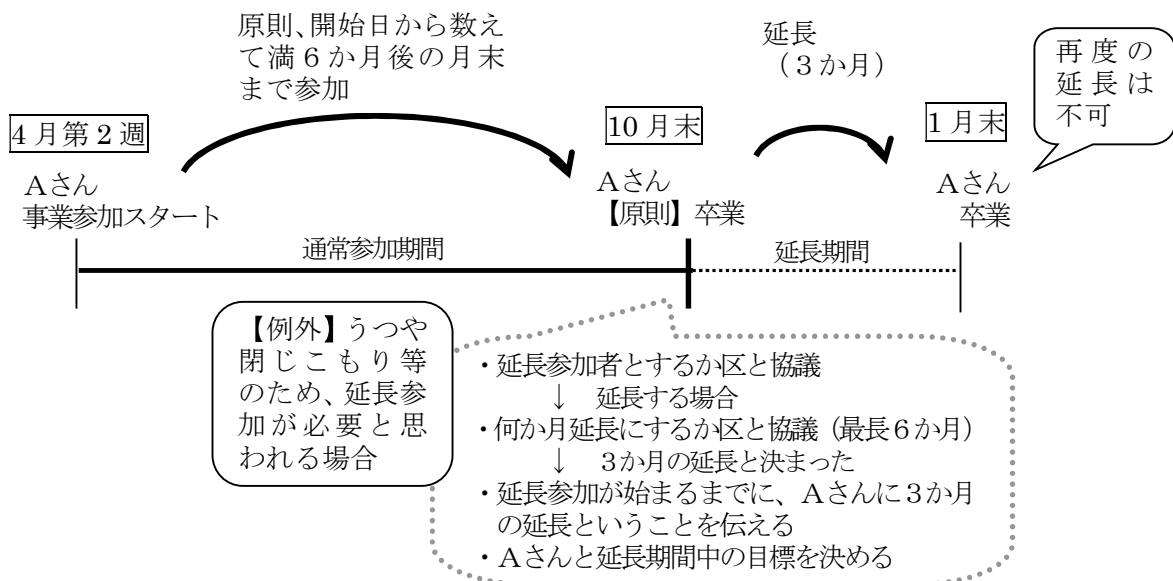 原則、開始日から数え
て満６か月後の月末
まで参加
延長
（３か月）
再度の
延長は
不可
4月第2週
10月末
1月末
Ａさん
事業参加スタート
Ａさん
【原則】卒業
Ａさん
卒業
通常参加期間
延長期間
【例外】うつや
閉じこもり等
のため、延長参
加が必要と思
われる場合
・延長参加者とするか区と協議
↓　延長する場合
・何か月延長にするか区と協議（最長６か月）
↓　３か月の延長と決まった
・延長参加が始まるまでに、Ａさんに３か月
の延長ということを伝える
・Ａさんと延長期間中の目標を決める